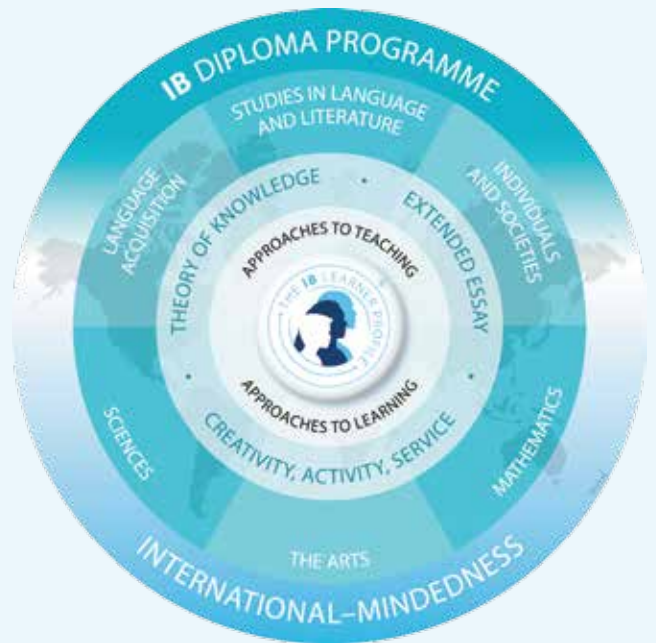 IB DIPLOMA PROGRAMME
STUDIES IN LANGUAGE
AND LITERATURE
LANGUAGE
ACQUISITION
INDIVIDUALS
AND SOCIETIES
THEORY OF KNOWLEDGE
EXTENDED ESSAY
APPROACHES TO TEACHING
THE IB LEARNER PROFILE
APPROACHES TO LEARNING
CREATIVITY, ACTIVITY, SERVICE
SCIENCES
MATHEMATICS
THE ARTS
INTERNATIONAL–MINDEDNESS